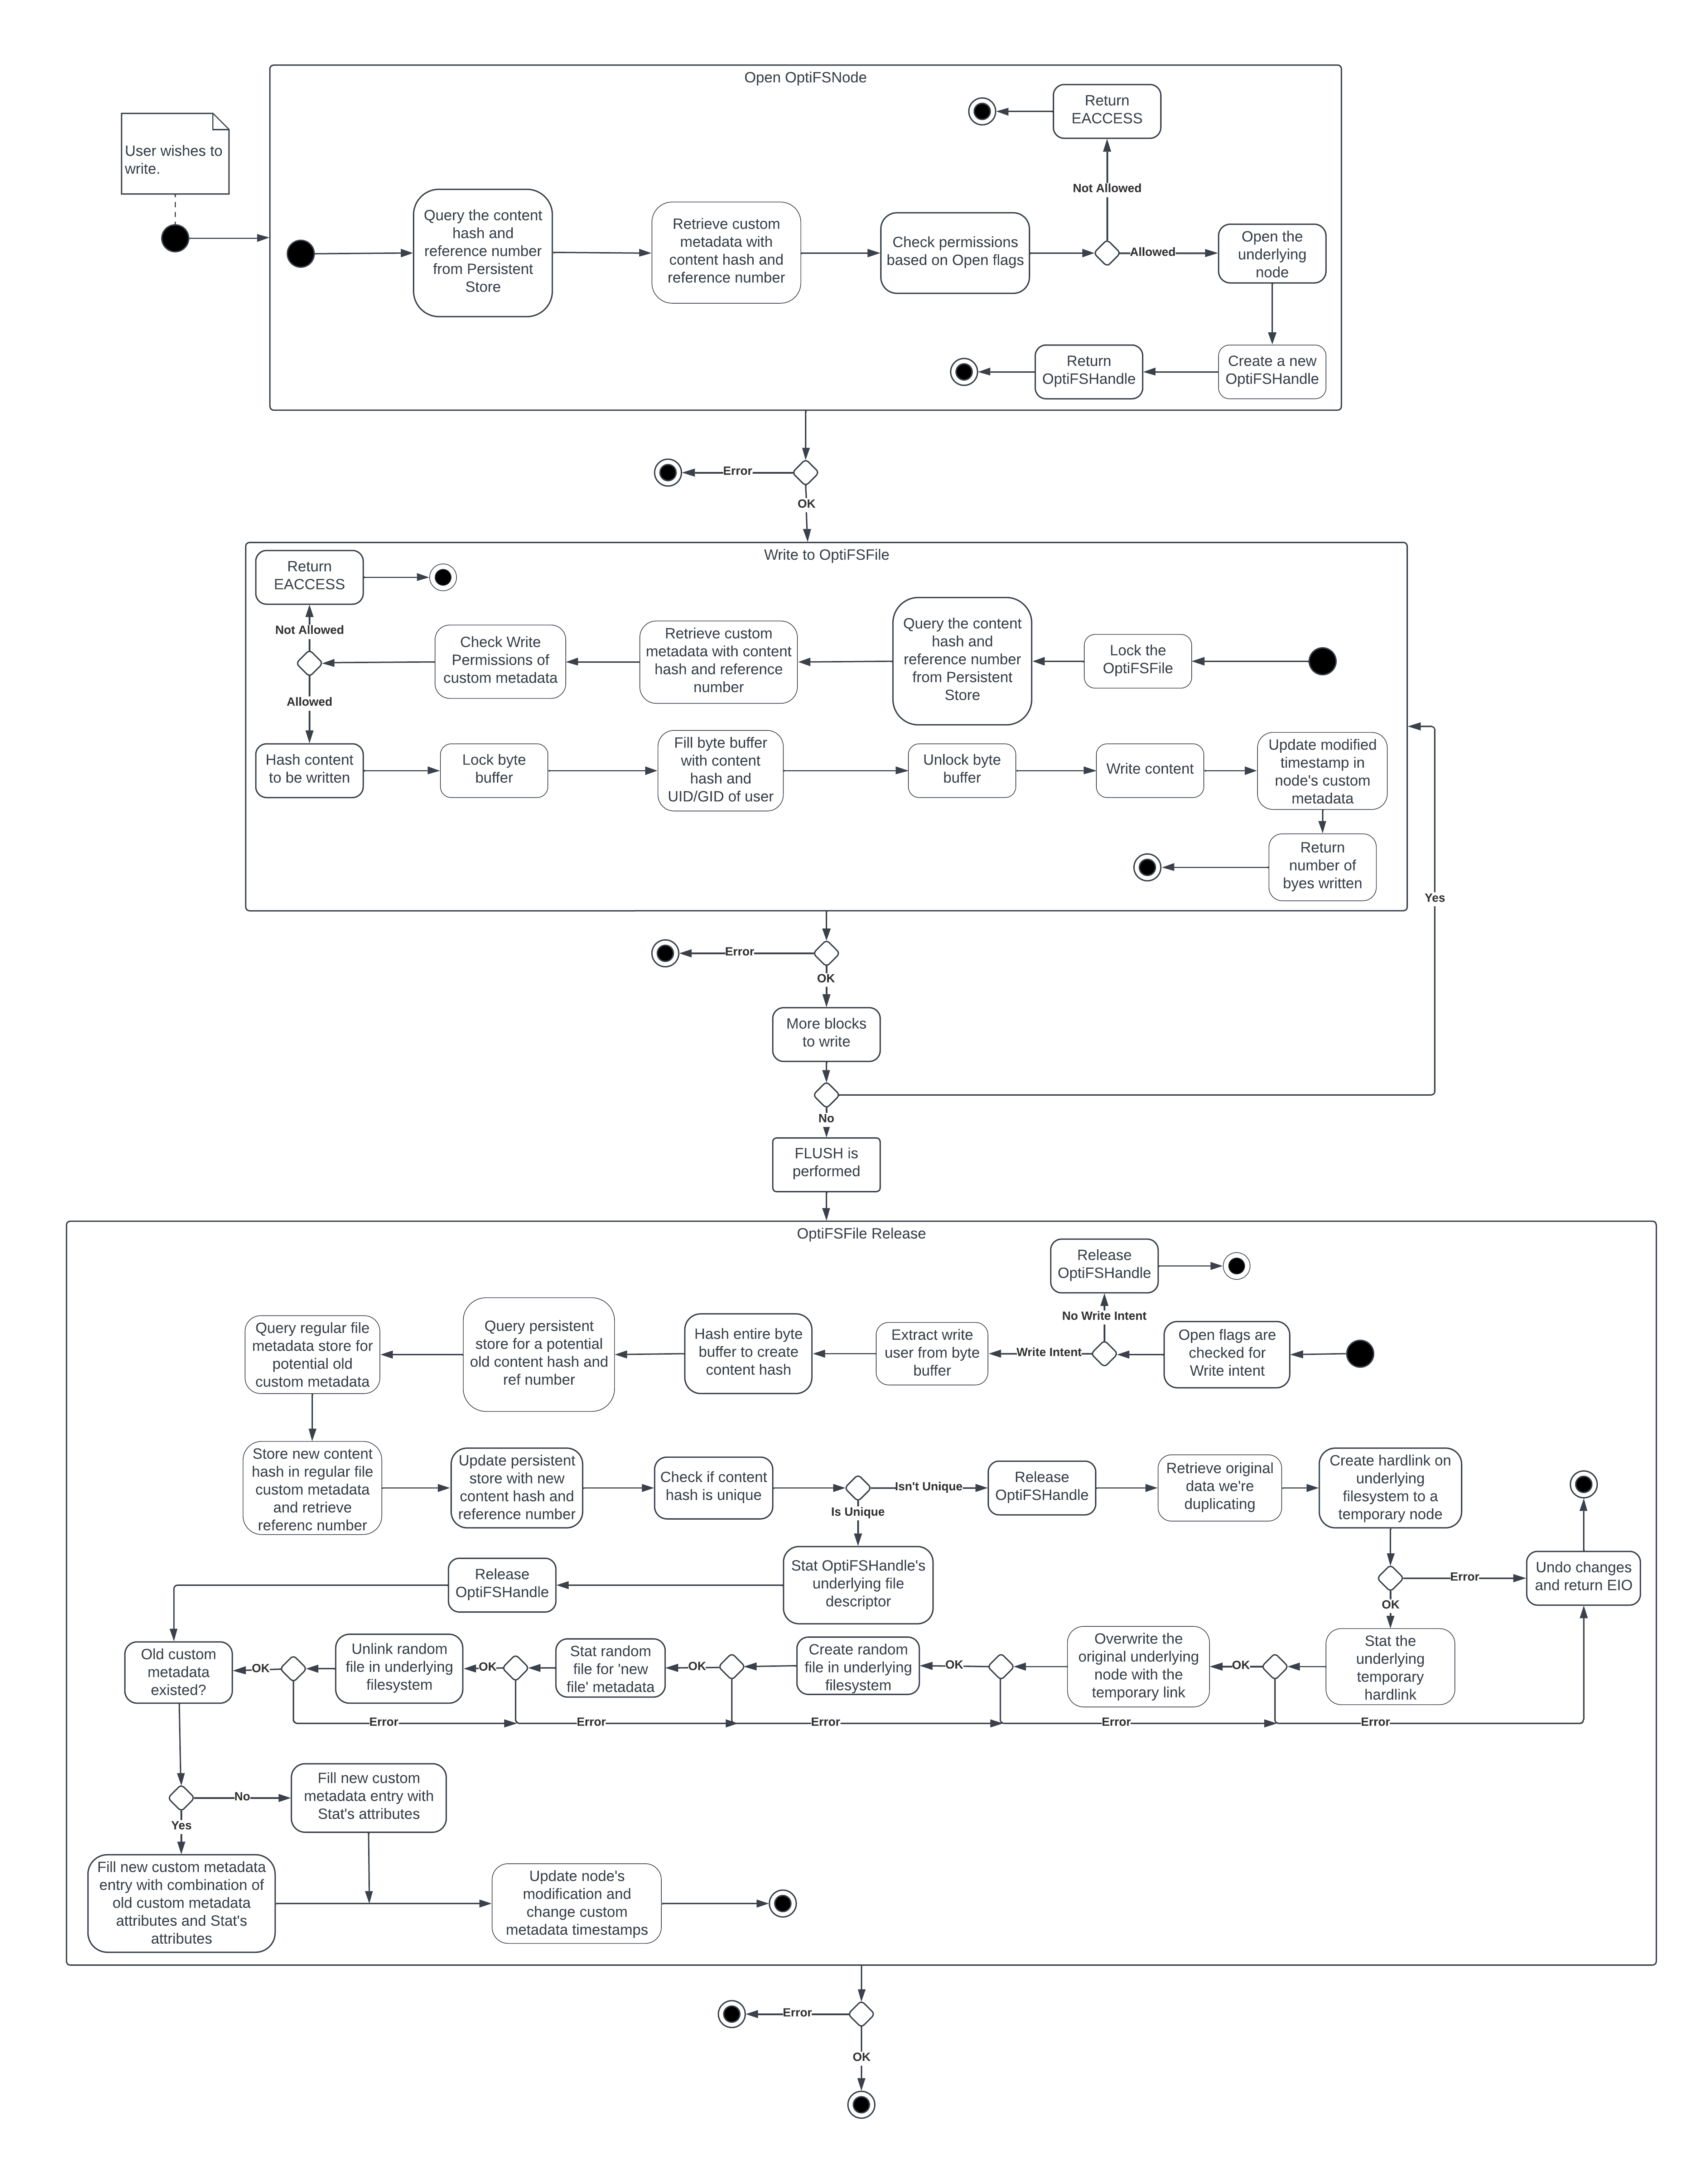 Open OptiFSNode
User wishes to
write.
Return
EACCESS
Not Allowed
Query the content
hash and
reference number
from Persistent
Store
Retrieve custom
metadata with
content hash and
reference number
Check permissions
based on Open flags
Allowed
Open the
underlying
node
Create a new
OptiFSHandle
Return
OptiFSHandle
Error
OK
Write to OptiFSFile
Return
EACCESS
Not Allowed
Allowed
Check Write
Permissions of
custom metadata
Retrieve custom
metadata with content
hash and reference
number
Query the content
hash and
reference number
from Persistent
Store
Lock the
OptiFSFile
Hash content
to be written
Lock byte
buffer
Fill byte buffer
with content
hash and
UID/GID of user
Unlock byte
buffer
Write content
Update modified
timestamp in
node's custom
metadata
Return
number of
byes written
Yes
Error
OK
More blocks
to write
No
FLUSH is
performed
OptiFSFile Release
Release
OptiFSHandle
No Write Intent
Query regular file
metadata store for
potential old
custom metadata
Query persistent
store for a potential
old content hash and
ref number
Hash entire byte
buffer to create
content hash
Extract write
user from byte
buffer
Write Intent
Open flags are
checked for
Write intent
Store new content
hash in regular file
custom metadata
and retrieve
referenc number
Update persistent
store with new
content hash and
reference number
Check if content
hash is unique
Isn't Unique
Is Unique
Release
OptiFSHandle
Retrieve original
data we're
duplicating
Create hardlink on
underlying
filesystem to a
temporary node
Release
OptiFSHandle
Stat OptiFSHandle's
underlying file
descriptor
Error
OK
Undo changes
and return EIO
Old custom
metadata
existed?
OK
Unlink random
file in underlying
filesystem
OK
Stat random
file for 'new
file' metadata
OK
Create random
file in underlying
filesystem
OK
Overwrite the
original underlying
node with the
temporary link
OK
Stat the
underlying
temporary
hardlink
Error
Error
Error
Error
Error
Fill new custom
metadata entry with
Stat's attributes
No
Yes
Fill new custom metadata
entry with combination of
old custom metadata
attributes and Stat's
attributes
Update node's
modification and
change custom
metadata timestamps
Error
OK